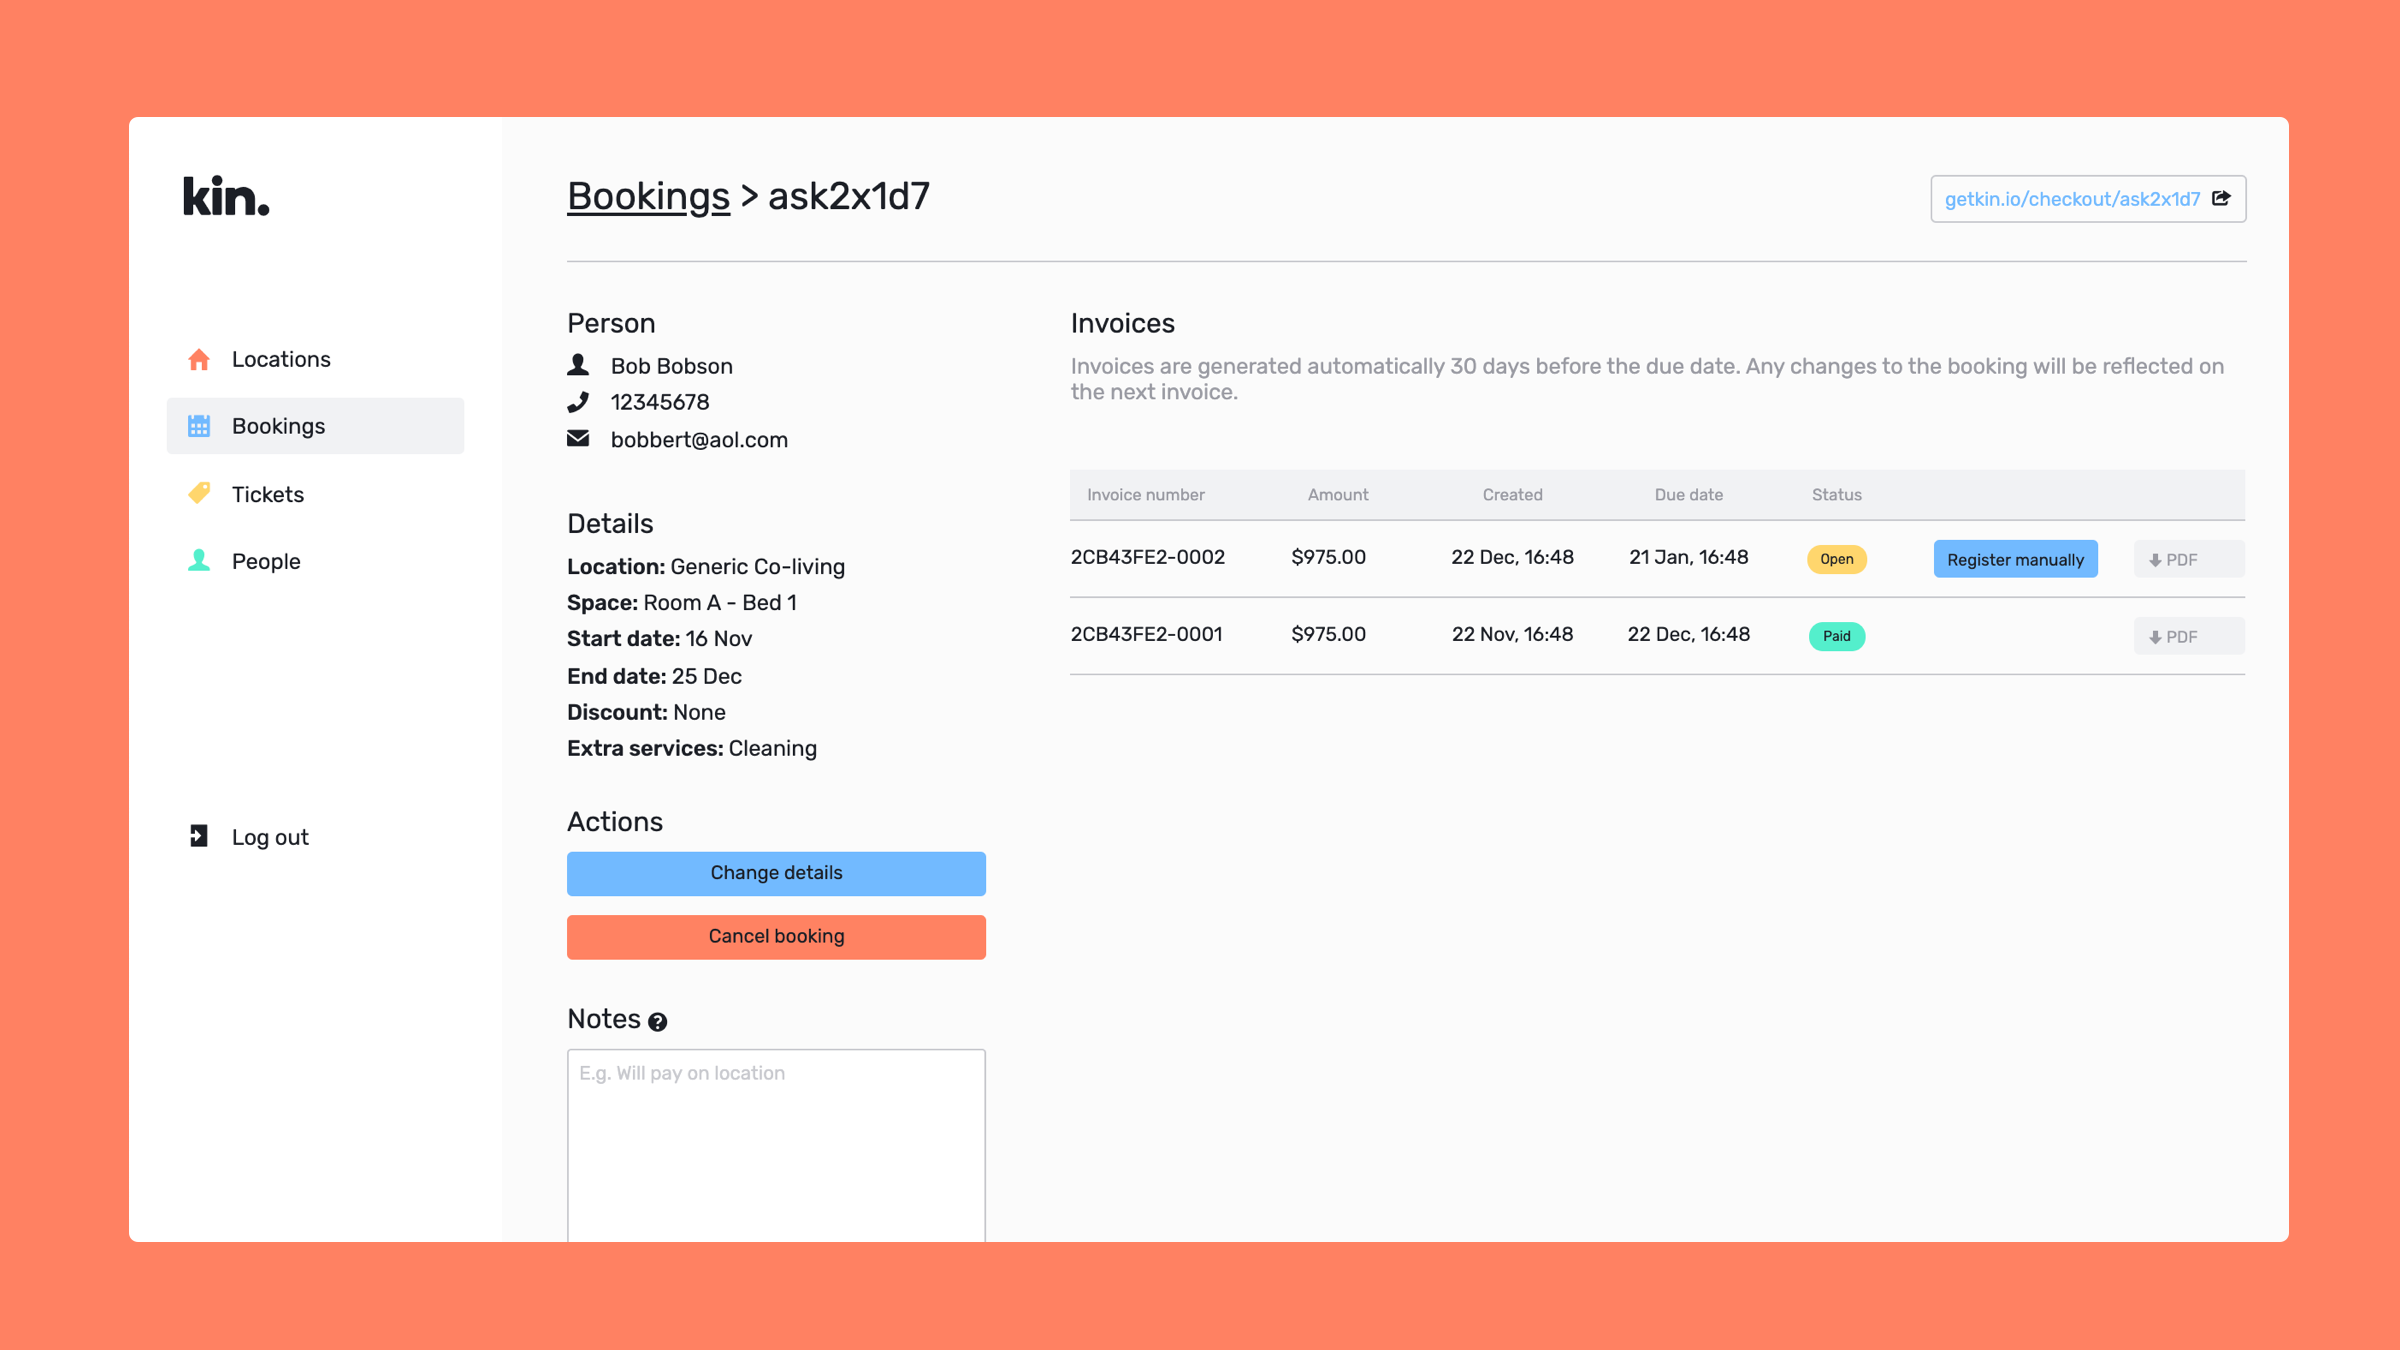 kin.
Locations
Bookings
Tickets
People
Log out
Bookings > ask2x1d7
getkin.io/checkout/ask2x1d7
Person
Bob Bobson
12345678
bobbert@aol.com
Details
Location: Generic Co-living
Space: Room A - Bed 1
Start date: 16 Nov
End date: 25 Dec
Discount: None
Extra services: Cleaning
Actions
Change details
Cancel booking
Notes ?
E.g. Will pay on location
Invoices
Invoices are generated automatically 30 days before the due date. Any changes to the booking will be reflected on
the next invoice.
Invoice number Amount Created Due date Status
2CB43FE2-0002 $975.00 22 Dec, 16:48 21 Jan, 16:48 Open Register manually PDF
2CB43FE2-0001 $975.00 22 Nov, 16:48 22 Dec, 16:48 Paid PDF